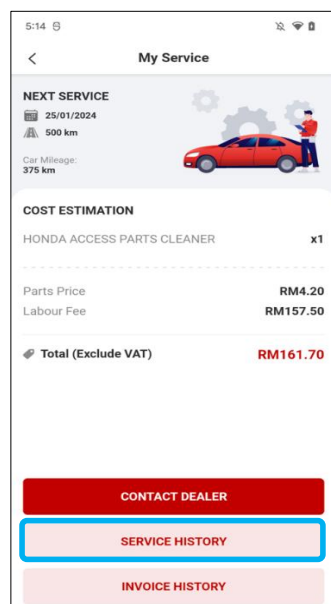 5:14
My Service
NEXT SERVICE
25/01/2024
500 km
Car Mileage:
375 km
COST ESTIMATION
HONDA ACCESS PARTS CLEANER x1
Parts Price RM4.20
Labour Fee RM157.50
Total (Exclude VAT) RM161.70
CONTACT DEALER
SERVICE HISTORY
INVOICE HISTORY